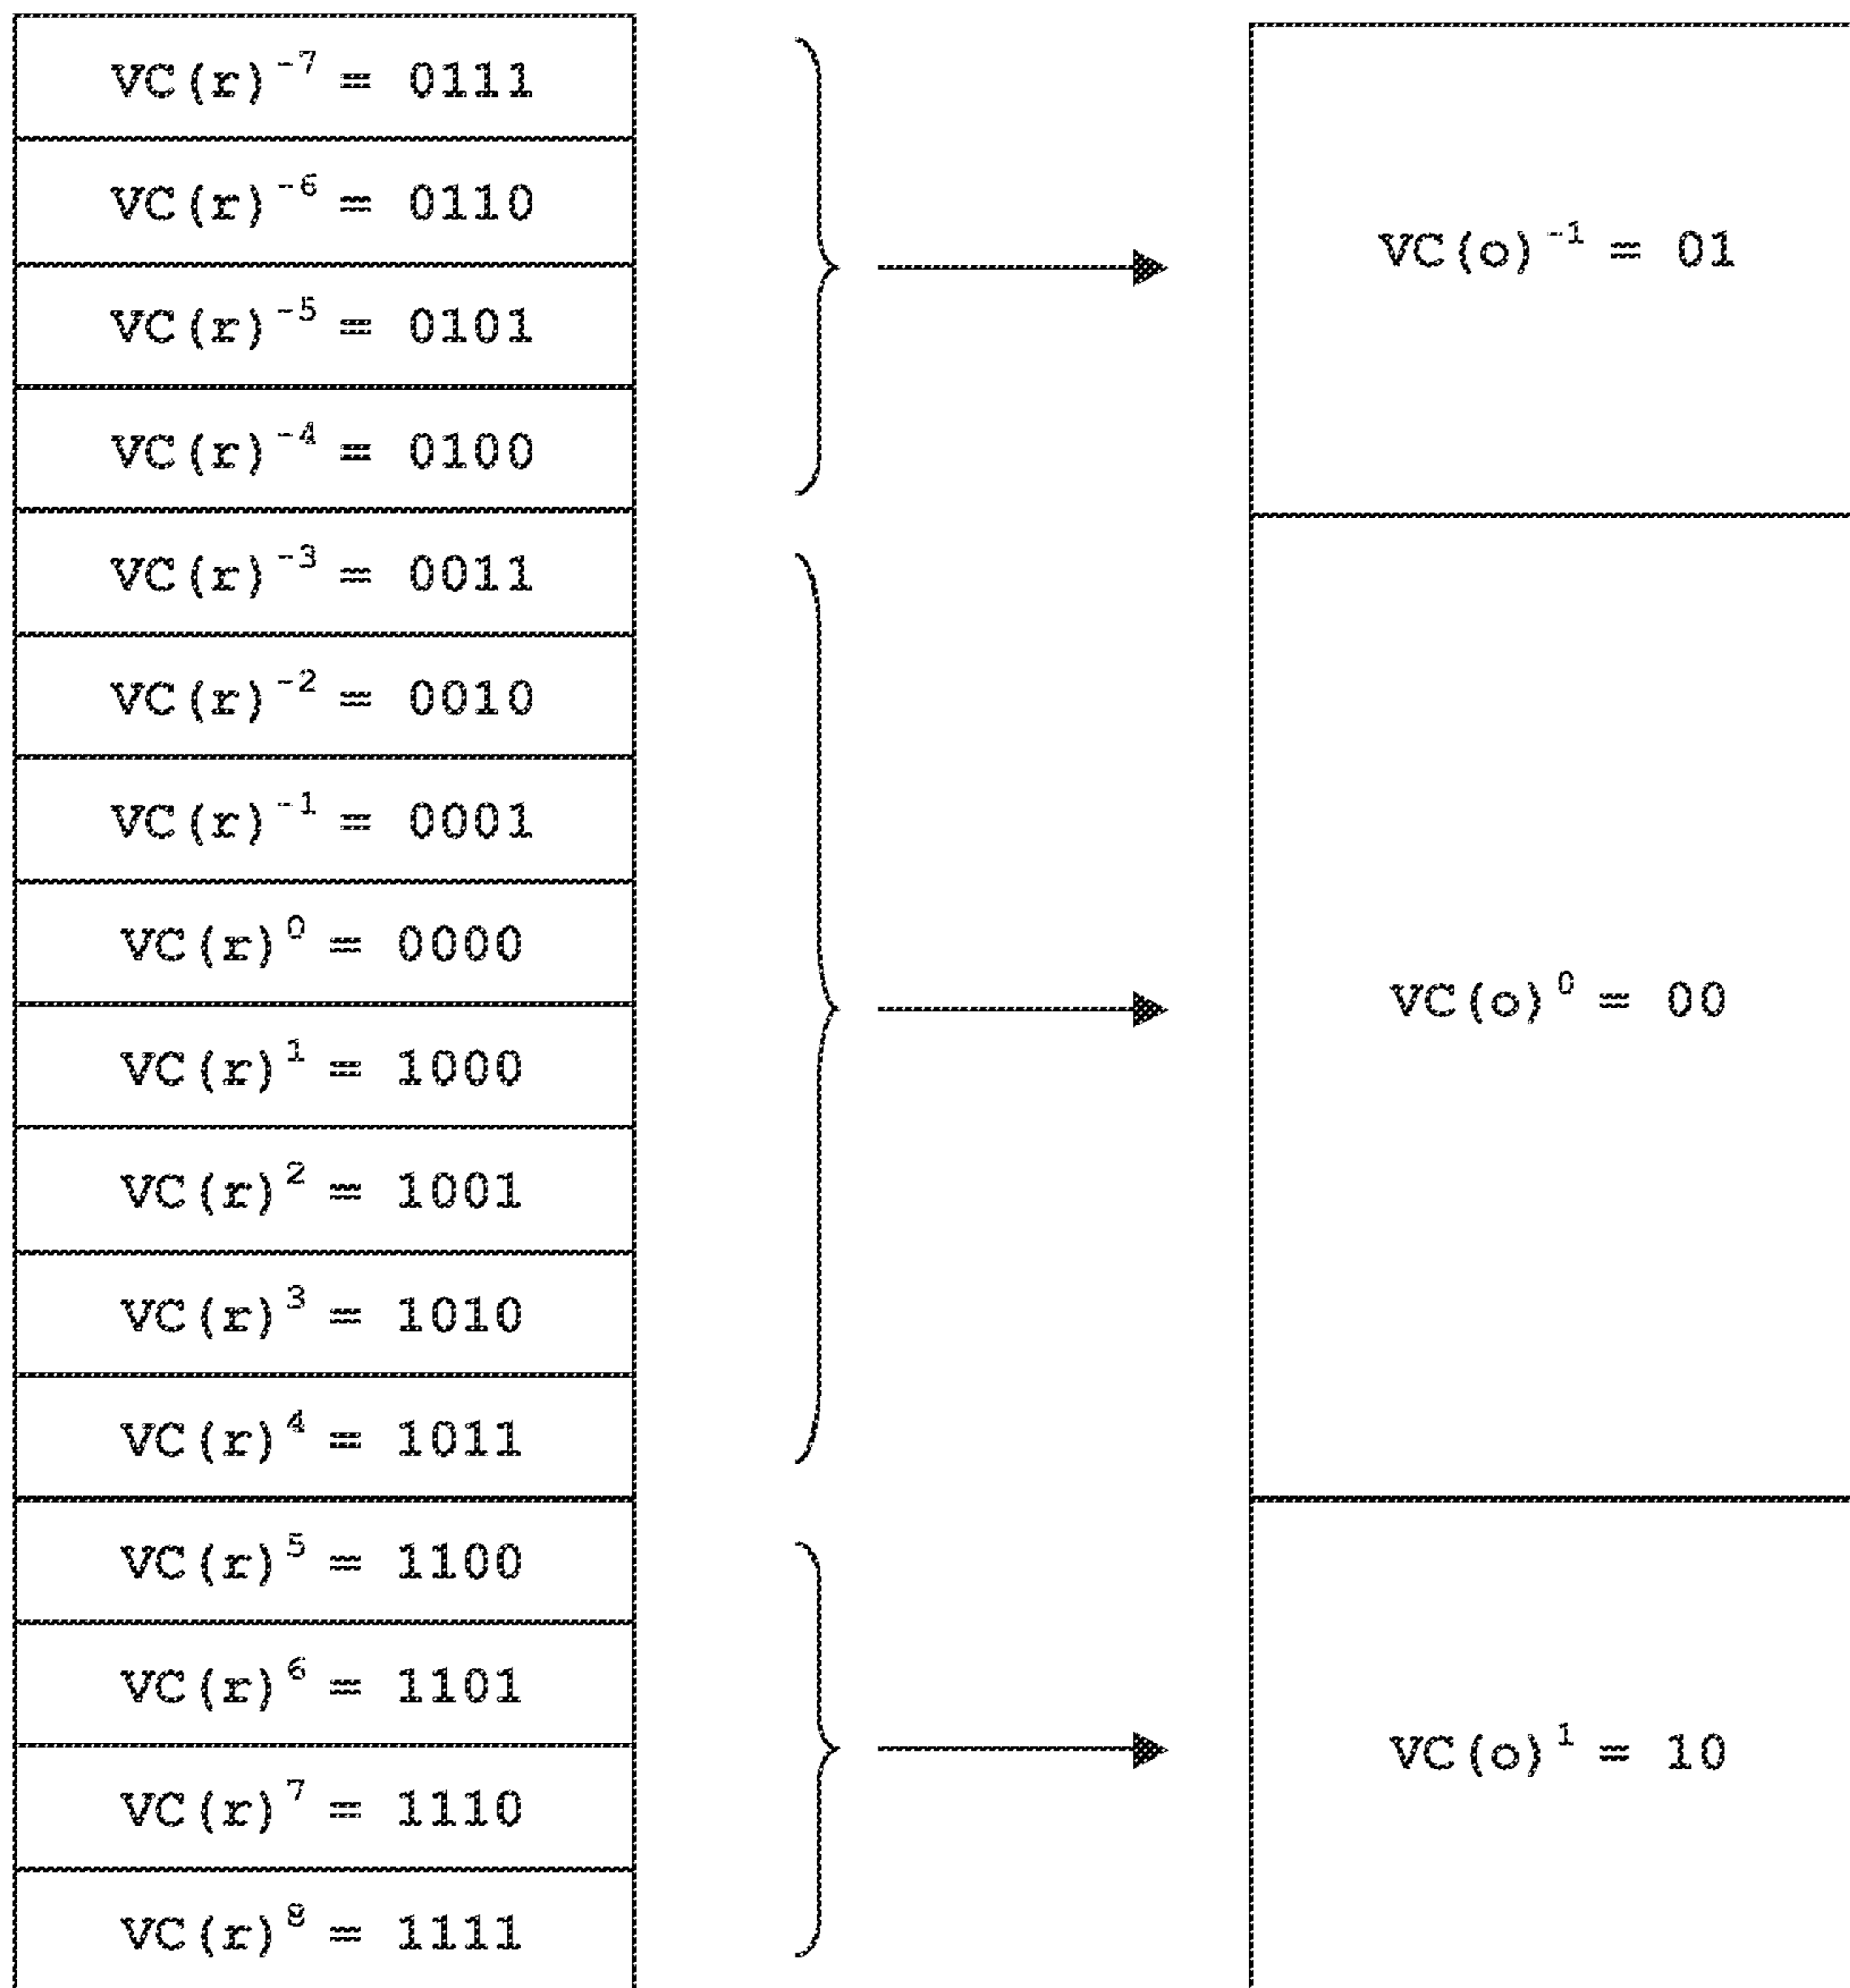 VC(r)⁻⁷ = 0111
VC(r)⁻⁶ = 0110
VC(o)⁻¹ = 01
VC(r)⁻⁵ = 0101
VC(r)⁻⁴ = 0100
VC(r)⁻³ = 0011
VC(r)⁻² = 0010
VC(r)⁻¹ = 0001
VC(r)⁰ = 0000
VC(o)⁰ = 00
VC(r)¹ = 1000
VC(r)² = 1001
VC(r)³ = 1010
VC(r)⁴ = 1011
VC(r)⁵ = 1100
VC(r)⁶ = 1101
VC(o)¹ = 10
VC(r)⁷ = 1110
VC(r)⁸ = 1111